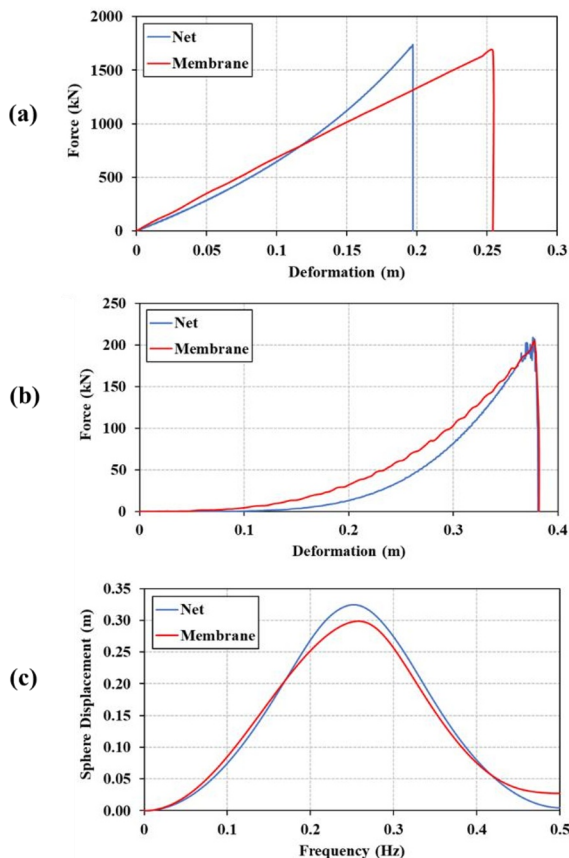 (a)
Force (kN)
2000
1500
1000
500
0
Net
Membrane
0 0.05 0.1 0.15 0.2 0.25 0.3
Deformation (m)
(b)
Force (kN)
250
200
150
100
50
0
Net
Membrane
0 0.1 0.2 0.3 0.4
Deformation (m)
(c)
Sphere Displacement (m)
0.35
0.30
0.25
0.20
0.15
0.10
0.05
0.00
Net
Membrane
0 0.1 0.2 0.3 0.4 0.5
Frequency (Hz)